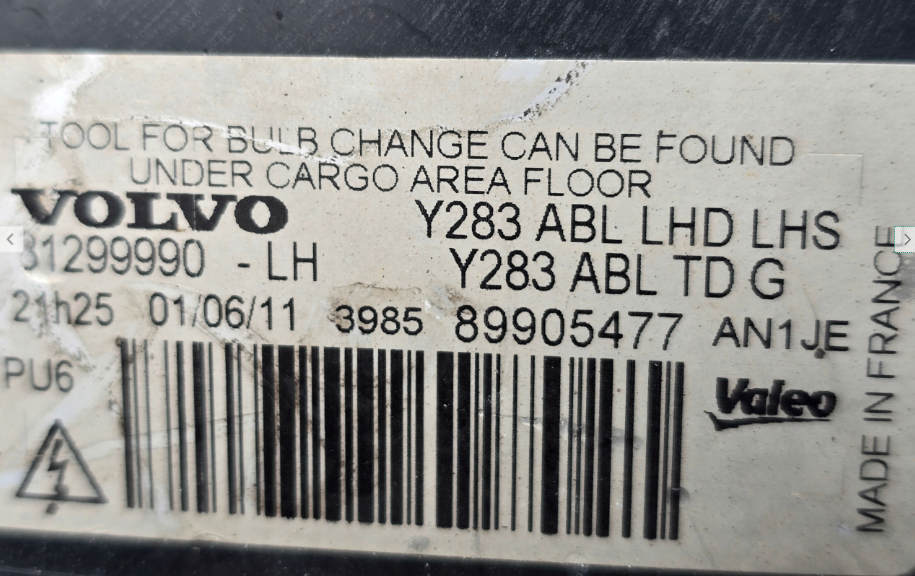 TOOL FOR BULB CHANGE CAN BE FOUND
UNDER CARGO AREA FLOOR
VOLVO Y283 ABL LHD LHS
31299990 - LH Y283 ABL TD G
21h25 01/06/11 3985 89905477 AN1JE
PU6
Valeo
MADE IN FRANCE